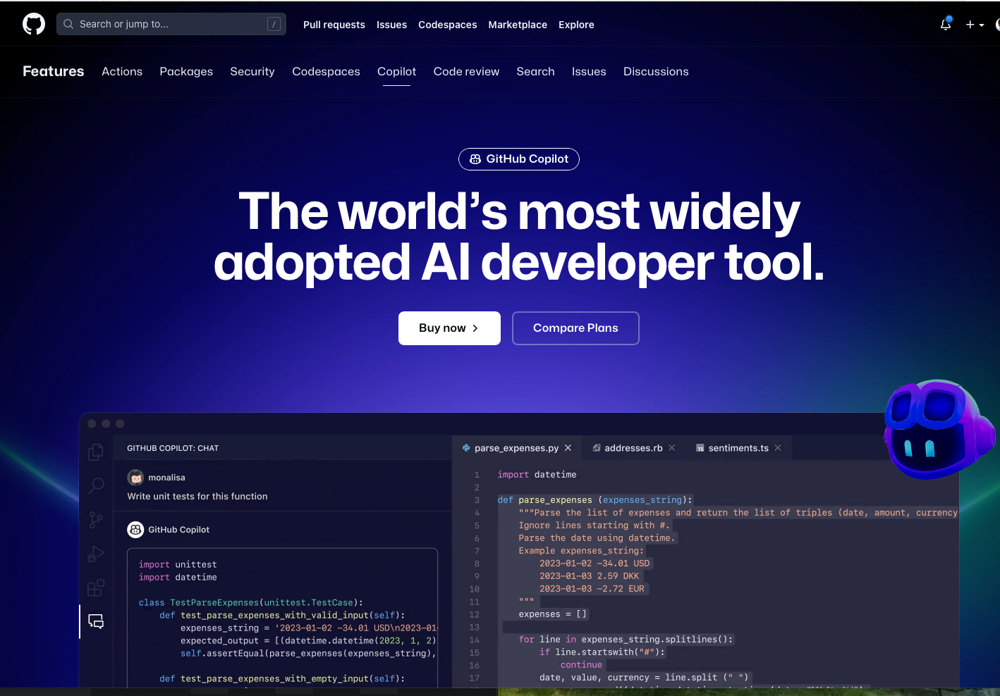 Search or jump to...
/
Pull requests
Issues
Codespaces
Marketplace
Explore
Features
Actions
Packages
Security
Codespaces
Copilot
Code review
Search
Issues
Discussions
GitHub Copilot
The world’s most widely
adopted AI developer tool.
Buy now
Compare Plans
GITHUB COPILOT: CHAT
monalisa
Write unit tests for this function
GitHub Copilot
import unittest
import datetime
class TestParseExpenses(unittest.TestCase):
def test_parse_expenses_with_valid_input(self):
expenses_string = '2023-01-02 -34.01 USD\n2023-01-
expected_output = [(datetime.datetime(2023, 1, 2)
self.assertEqual(parse_expenses(expenses_string),
def test_parse_expenses_with_empty_input(self):
parse_expenses.py
addresses.rb
TS sentiments.ts
1 import datetime
2
3 def parse_expenses (expenses_string):
4 """Parse the list of expenses and return the list of triples (date, amount, currency
5 Ignore lines starting with #.
6 Parse the date using datetime.
7 Example expenses_string:
8 2023-01-02 -34.01 USD
9 2023-01-03 2.59 DKK
10 2023-01-03 -2.72 EUR
11 """
12 expenses = []
13
14 for line in expenses_string.splitlines():
15 if line.startswith("#"):
16 continue
17 date, value, currency = line.split (" ")